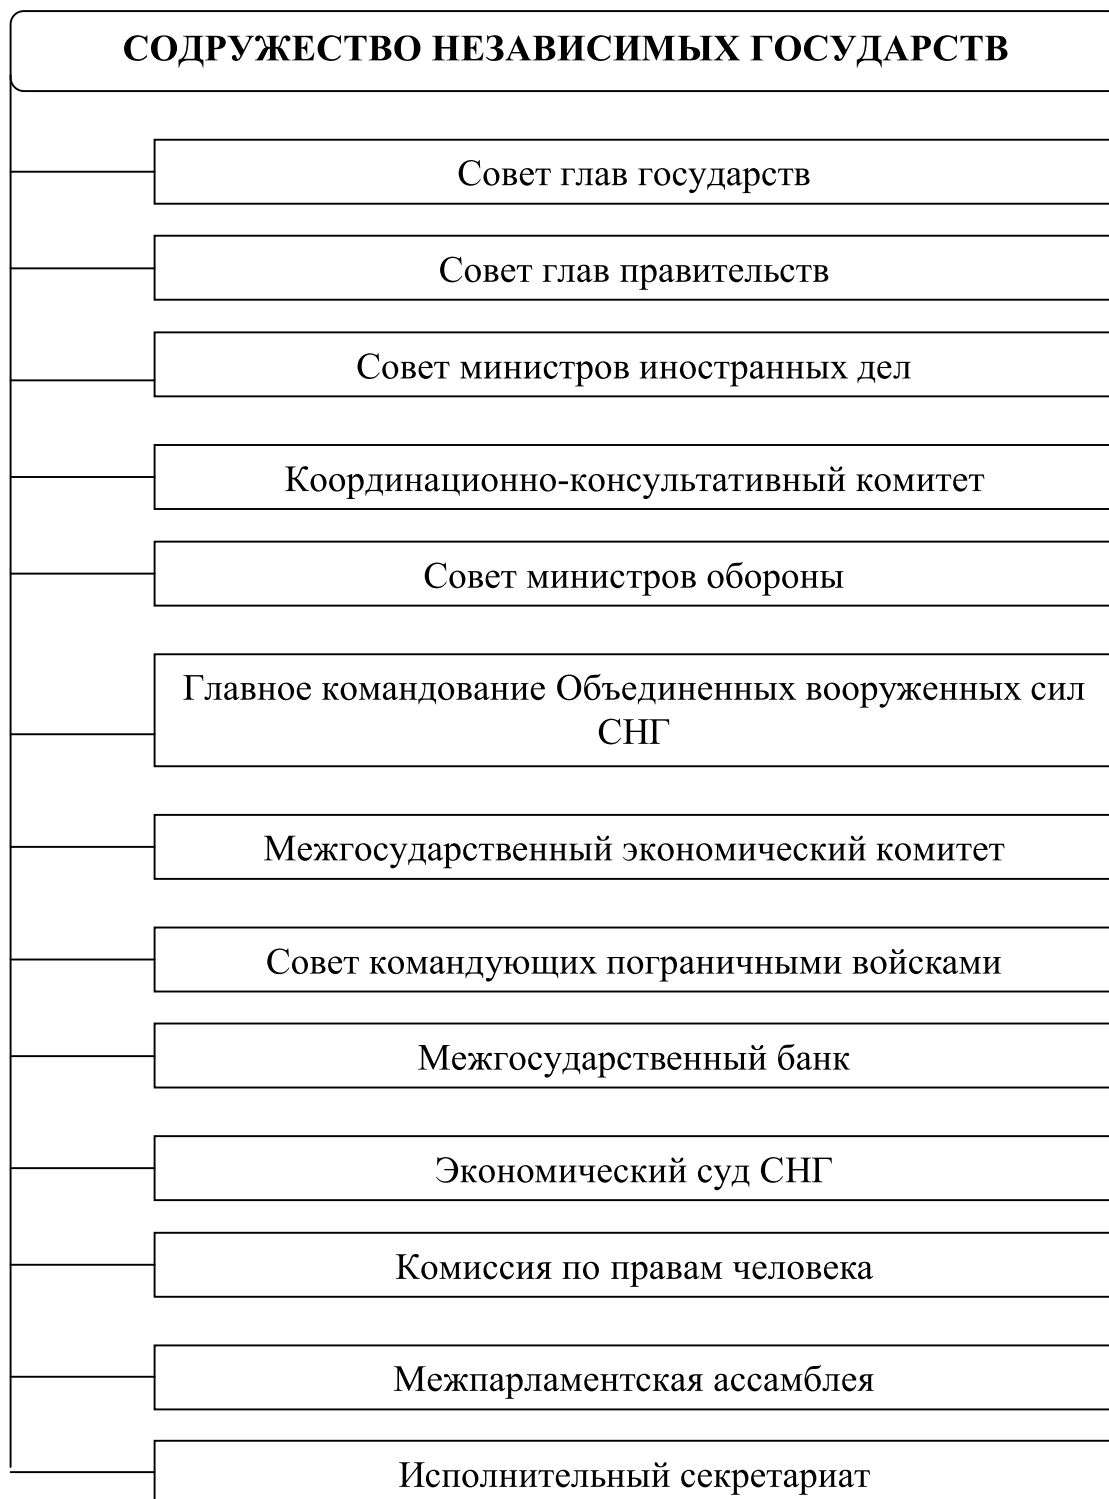 СОДРУЖЕСТВО НЕЗАВИСИМЫХ ГОСУДАРСТВ
Совет глав государств
Совет глав правительств
Совет министров иностранных дел
Координационно-консультативный комитет
Совет министров обороны
Главное командование Объединенных вооруженных сил
СНГ
Межгосударственный экономический комитет
Совет командующих пограничными войсками
Межгосударственный банк
Экономический суд СНГ
Комиссия по правам человека
Межпарламентская ассамблея
Исполнительный секретариат